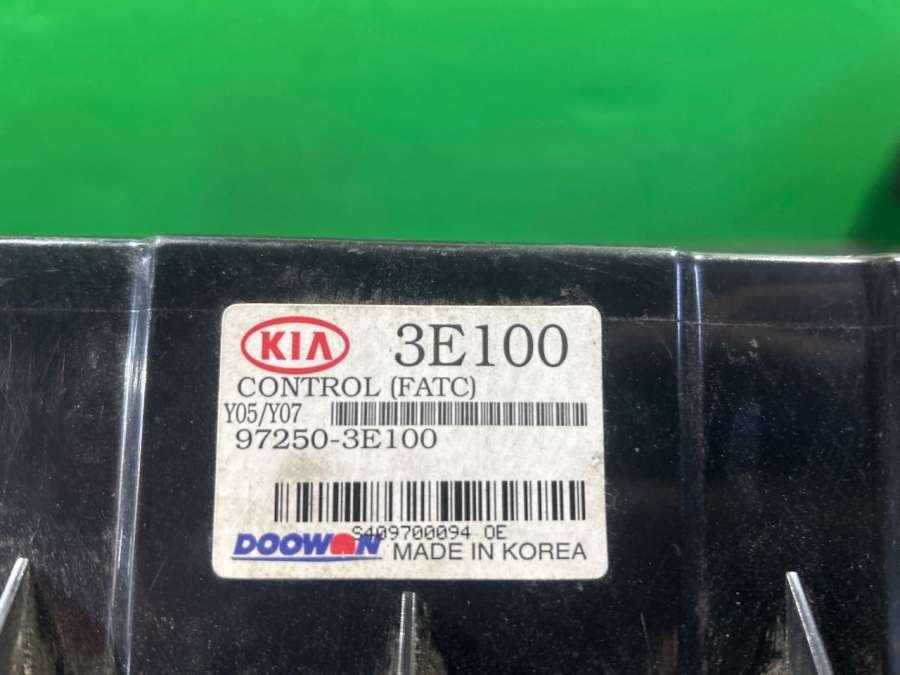 KIA 3E100
CONTROL (FATC)
Y05/Y07
97250-3E100
S409700094 0E
DOOWON MADE IN KOREA